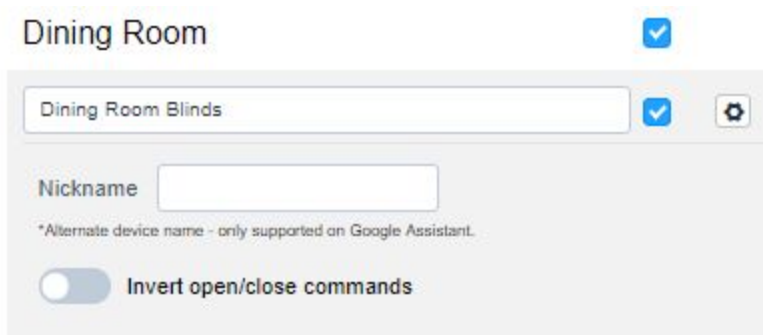 Dining Room
Dining Room Blinds
Nickname
*Alternate device name - only supported on Google Assistant.
Invert open/close commands